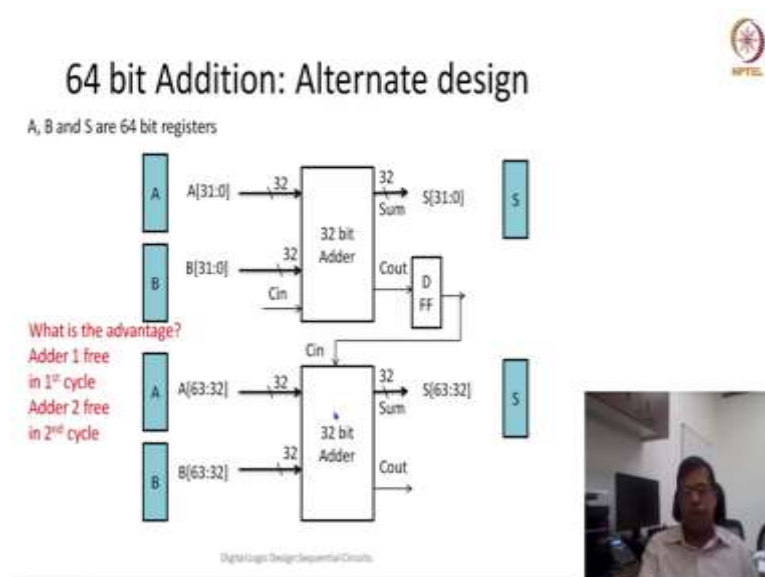 NPTEL
64 bit Addition: Alternate design
A, B and S are 64 bit registers
A
A[31:0]
32
32
Sum
S[31:0]
S
32 bit
Adder
B
B[31:0]
32
Cin
Cout
D
FF
What is the advantage?
Adder 1 free
in 1st cycle
Adder 2 free
in 2nd cycle
Cin
A
A[63:32]
32
32
Sum
S[63:32]
S
32 bit
Adder
B
B[63:32]
32
Cout
Digital Logic Design:Sequential Circuits